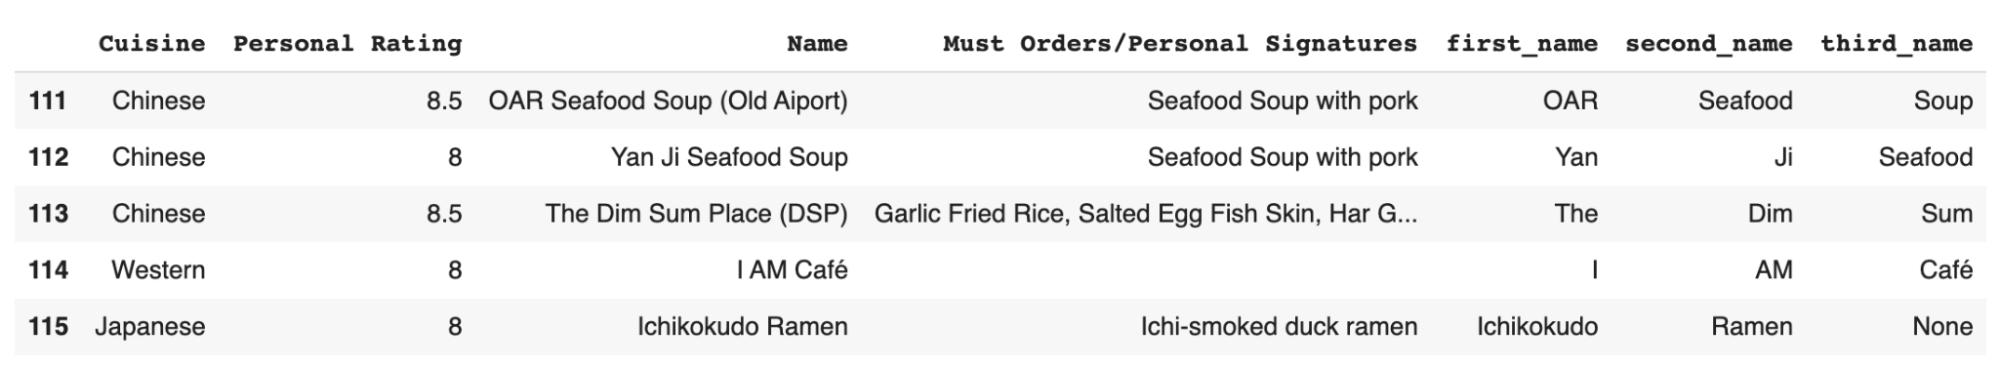 Cuisine Personal Rating Name Must Orders/Personal Signatures first_name second_name third_name
111 Chinese 8.5 OAR Seafood Soup (Old Aiport) Seafood Soup with pork OAR Seafood Soup
112 Chinese 8 Yan Ji Seafood Soup Seafood Soup with pork Yan Ji Seafood
113 Chinese 8.5 The Dim Sum Place (DSP) Garlic Fried Rice, Salted Egg Fish Skin, Har G... The Dim Sum
114 Western 8 I AM Café I AM Café
115 Japanese 8 Ichikokudo Ramen Ichi-smoked duck ramen Ichikokudo Ramen None